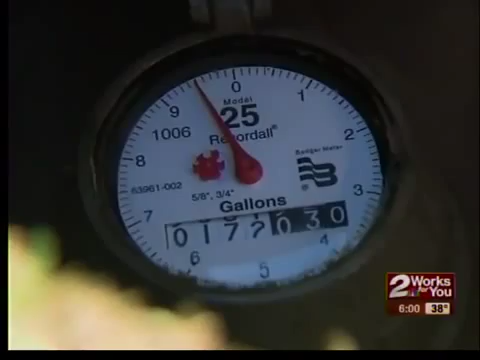 0
9
1
Model
25
1006
Recordall®
2
8
Badger Meter
®
63961-002
5/8", 3/4"
3
7
Gallons
0172030
6
4
5
2 Works
for You
6:00 38°